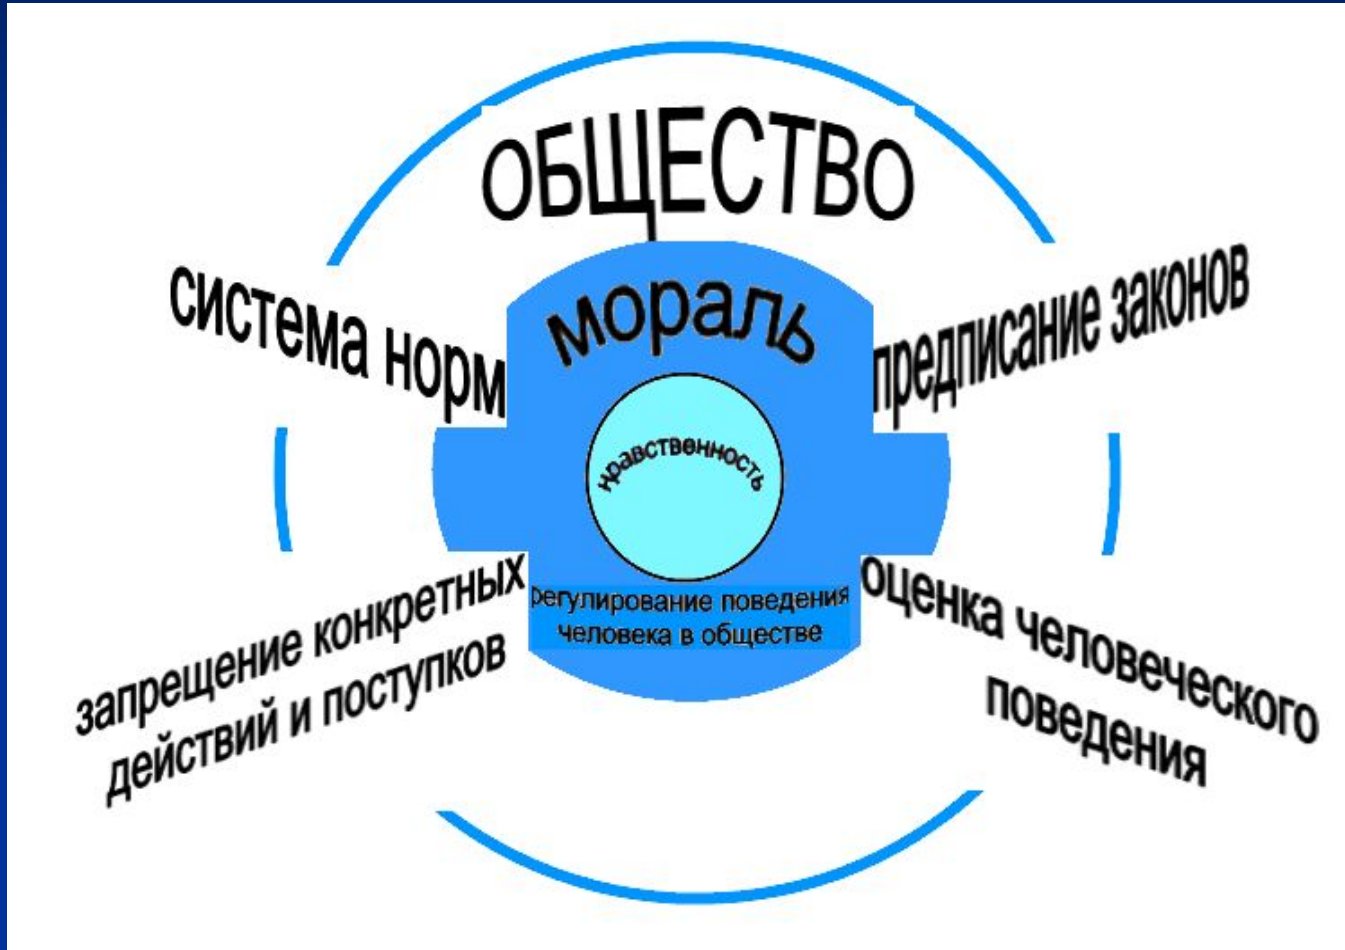 ОБЩЕСТВО
система норм
мораль
предписание законов
нравственность
регулирование поведения
человека в обществе
запрещение конкретных
действий и поступков
оценка человеческого
поведения